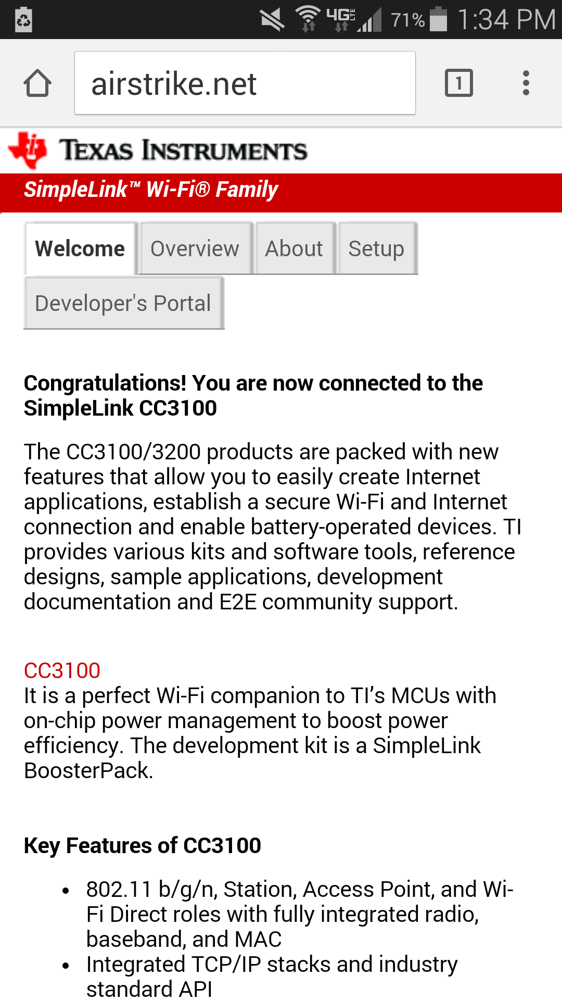 4G LTE 71% 1:34 PM
airstrike.net 1
TEXAS INSTRUMENTS
SimpleLink™ Wi-Fi® Family
Welcome Overview About Setup
Developer's Portal
Congratulations! You are now connected to the
SimpleLink CC3100
The CC3100/3200 products are packed with new
features that allow you to easily create Internet
applications, establish a secure Wi-Fi and Internet
connection and enable battery-operated devices. TI
provides various kits and software tools, reference
designs, sample applications, development
documentation and E2E community support.
CC3100
It is a perfect Wi-Fi companion to TI’s MCUs with
on-chip power management to boost power
efficiency. The development kit is a SimpleLink
BoosterPack.
Key Features of CC3100
• 802.11 b/g/n, Station, Access Point, and Wi-
Fi Direct roles with fully integrated radio,
baseband, and MAC
• Integrated TCP/IP stacks and industry
standard API